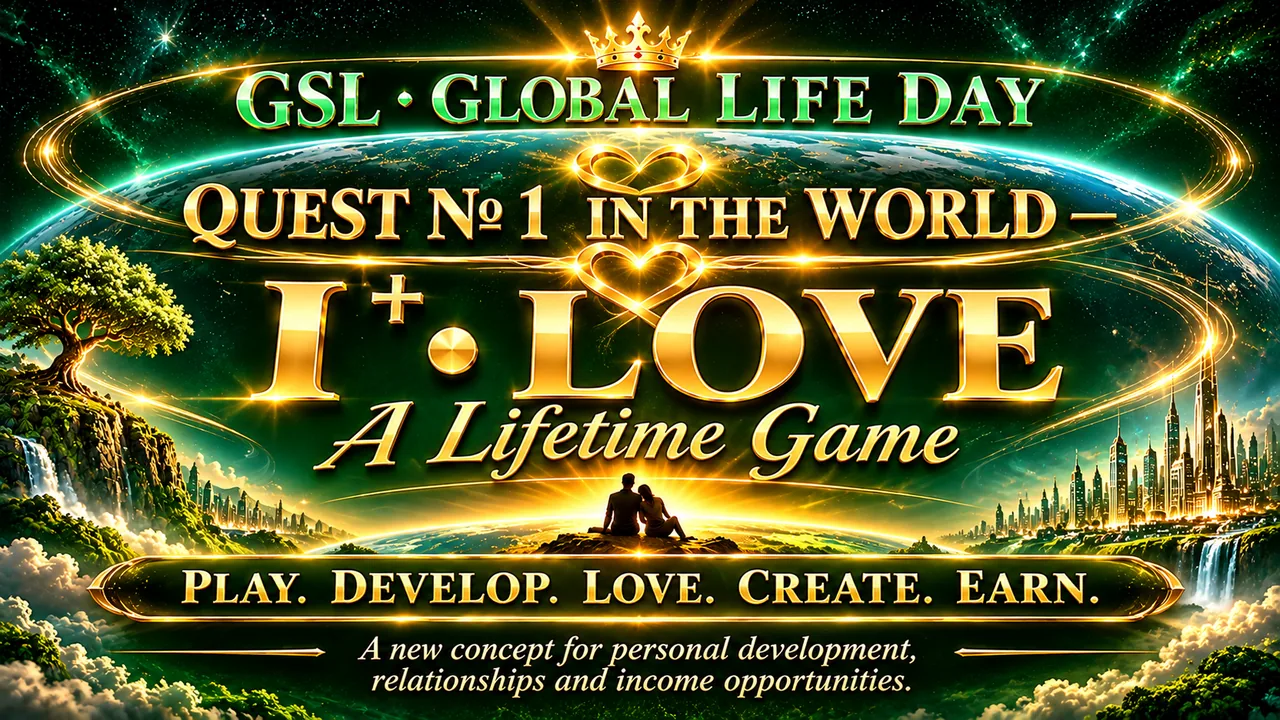 GSL · GLOBAL LIFE DAY
QUEST № 1 IN THE WORLD –
I⁺· LOVE
A Lifetime Game
PLAY. DEVELOP. LOVE. CREATE. EARN.
A new concept for personal development,
relationships and income opportunities.